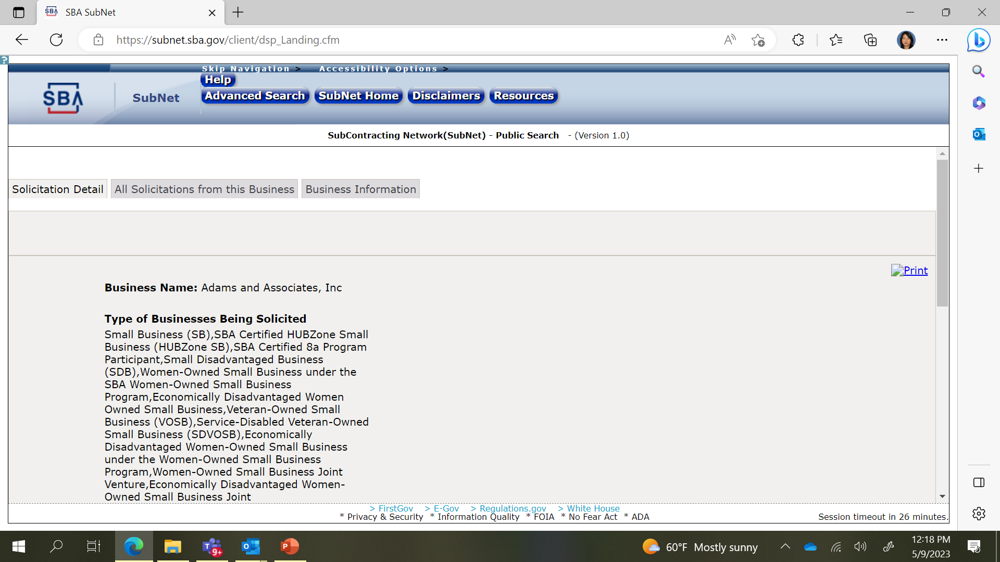 SBA SubNet
https://subnet.sba.gov/client/dsp_Landing.cfm
?
Skip Navigation > Accessibility Options >
Help
SBA
SubNet
Advanced Search SubNet Home Disclaimers Resources
SubContracting Network(SubNet) - Public Search - (Version 1.0)
Solicitation Detail All Solicitations from this Business Business Information
Print
Business Name: Adams and Associates, Inc
Type of Businesses Being Solicited
Small Business (SB),SBA Certified HUBZone Small
Business (HUBZone SB),SBA Certified 8a Program
Participant,Small Disadvantaged Business
(SDB),Women-Owned Small Business under the
SBA Women-Owned Small Business
Program,Economically Disadvantaged Women
Owned Small Business,Veteran-Owned Small
Business (VOSB),Service-Disabled Veteran-Owned
Small Business (SDVOSB),Economically
Disadvantaged Women-Owned Small Business
under the Women-Owned Small Business
Program,Women-Owned Small Business Joint
Venture,Economically Disadvantaged Women-
Owned Small Business Joint
> FirstGov > E-Gov > Regulations.gov > White House
* Privacy & Security * Information Quality * FOIA * No Fear Act * ADA
Session timeout in 26 minutes.
9+
60°F Mostly sunny
12:18 PM
5/9/2023